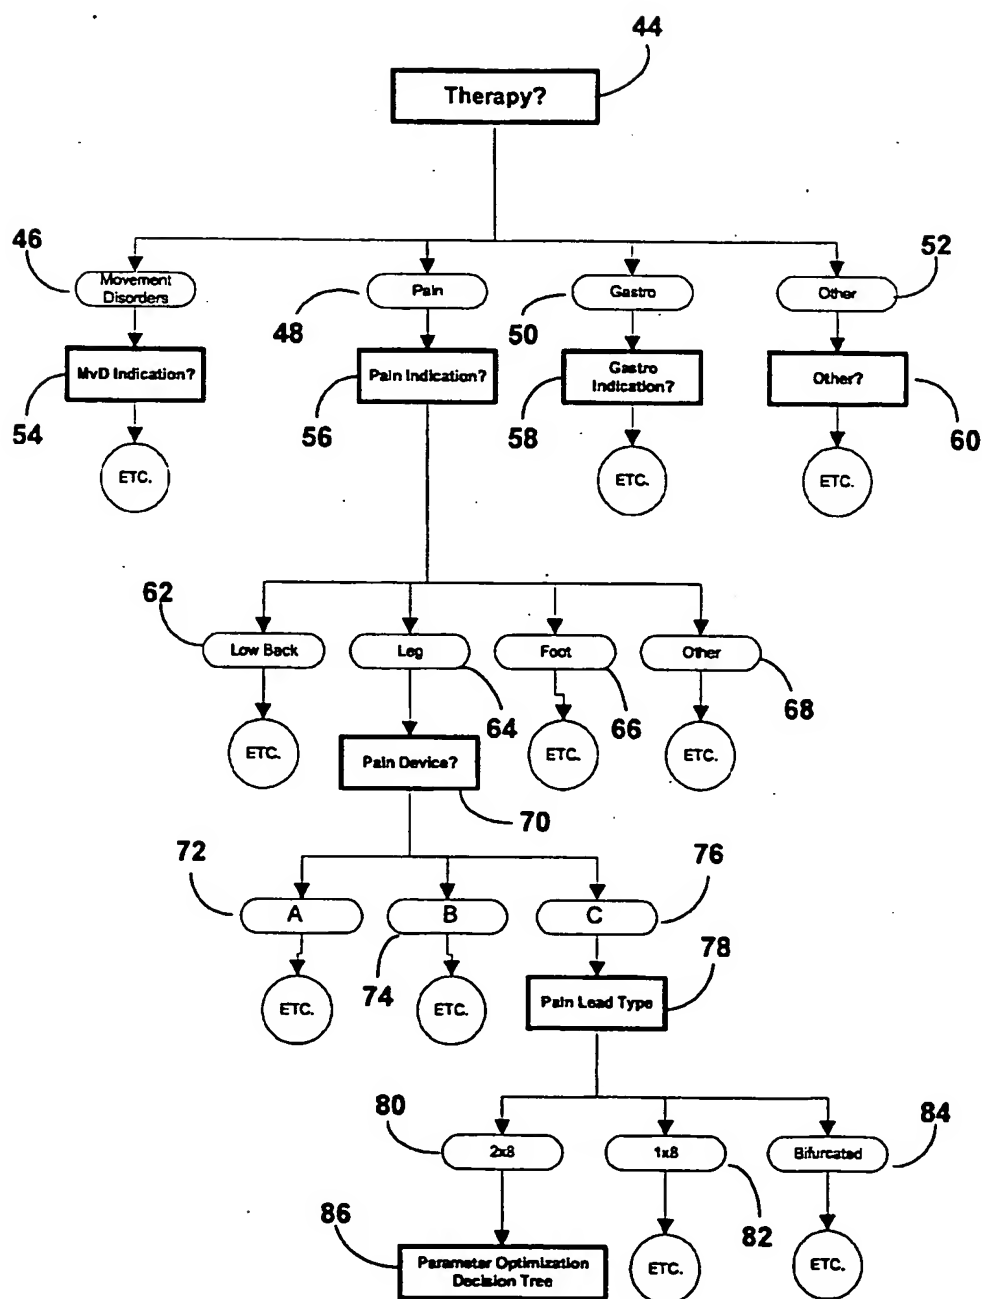 44
Therapy?
46
Movement
Disorders
48
Pain
50
Gastro
52
Other
54
MvD Indication?
56
Pain Indication?
58
Gastro
Indication?
60
Other?
ETC.
ETC.
ETC.
62
Low Back
64
Leg
66
Foot
68
Other
ETC.
Pain Device?
ETC.
ETC.
70
72
A
74
B
76
C
ETC.
ETC.
78
Pain Lead Type
80
2x8
82
1x8
84
Bifurcated
86
Parameter Optimization
Decision Tree
ETC.
ETC.